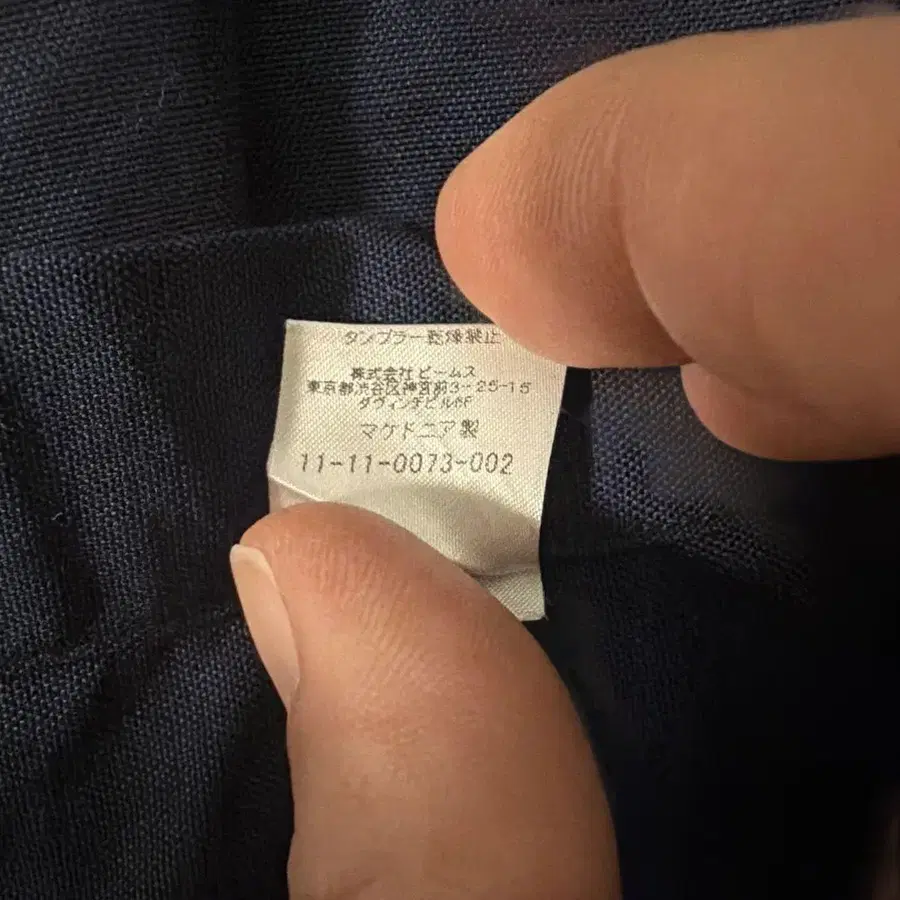 タンブラー乾燥禁止
株式会社ビームス
東京都渋谷区神宮前3-25-15
ダヴィンチビル6F
マケドニア製
11-11-0073-002